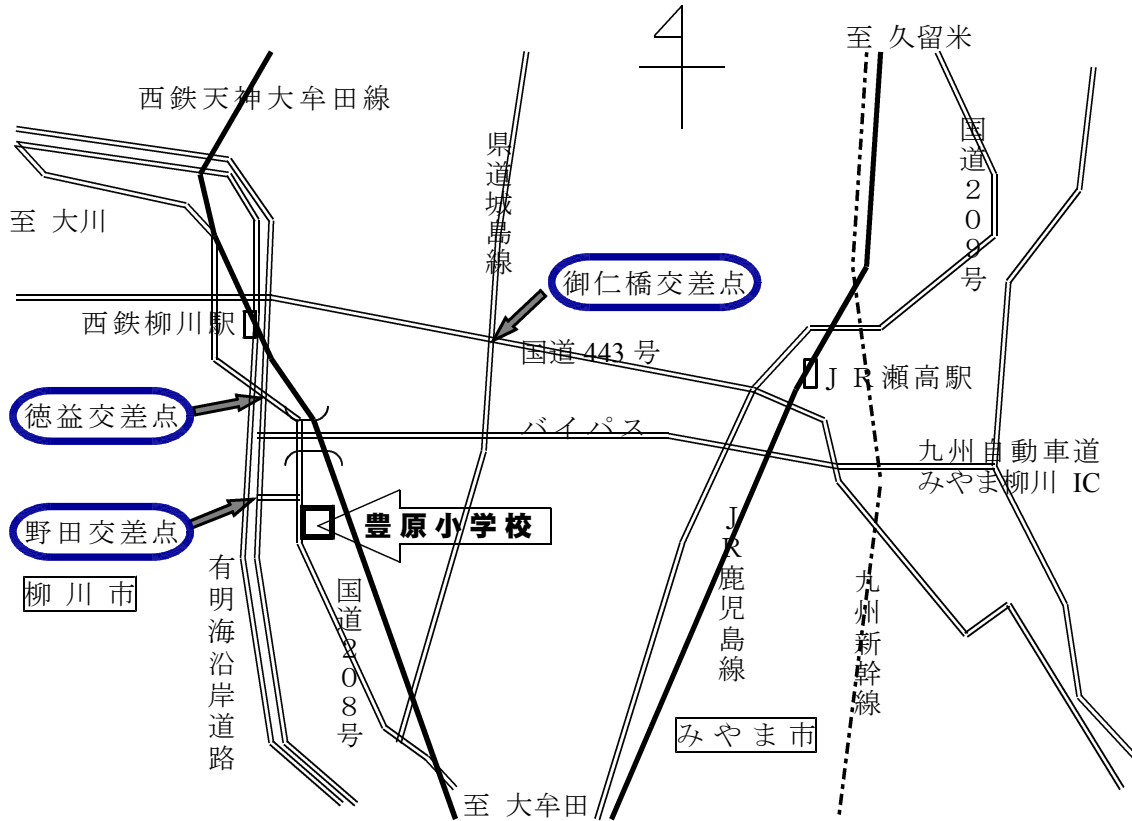 至 久留米
西鉄天神大牟田線
国道２０９号
県道城島線
至 大川
御仁橋交差点
西鉄柳川駅
国道 443 号
ＪＲ瀬高駅
徳益交差点
バイパス
九州自動車道
みやま柳川 IC
豊原小学校
野田交差点
ＪＲ鹿児島線
有明海沿岸道路
九州新幹線
柳川市
国道２０８号
みやま市
至 大牟田